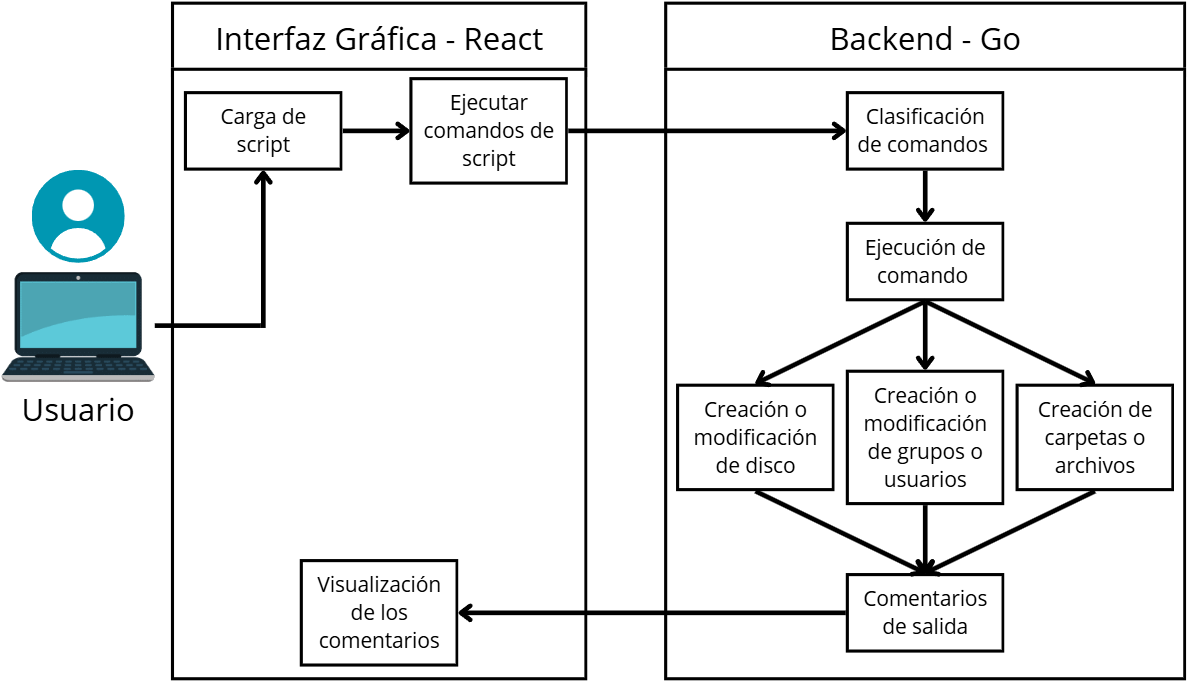 Interfaz Gráfica - React
Backend - Go
Carga de
script
Ejecutar
comandos de
script
Clasificación
de comandos
Ejecución de
comando
Usuario
Creación o
modificación
de disco
Creación o
modificación
de grupos o
usuarios
Creación de
carpetas o
archivos
Visualización
de los
comentarios
Comentarios
de salida